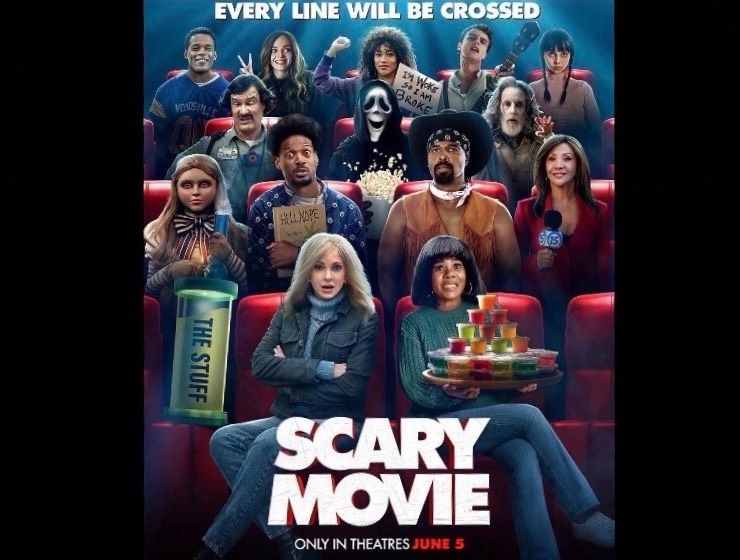 EVERY LINE WILL BE CROSSED
I'M WOKE
SO I AM
BROKE
HELL NOPE
THE STUFF
SCARY
MOVIE
ONLY IN THEATRES JUNE 5